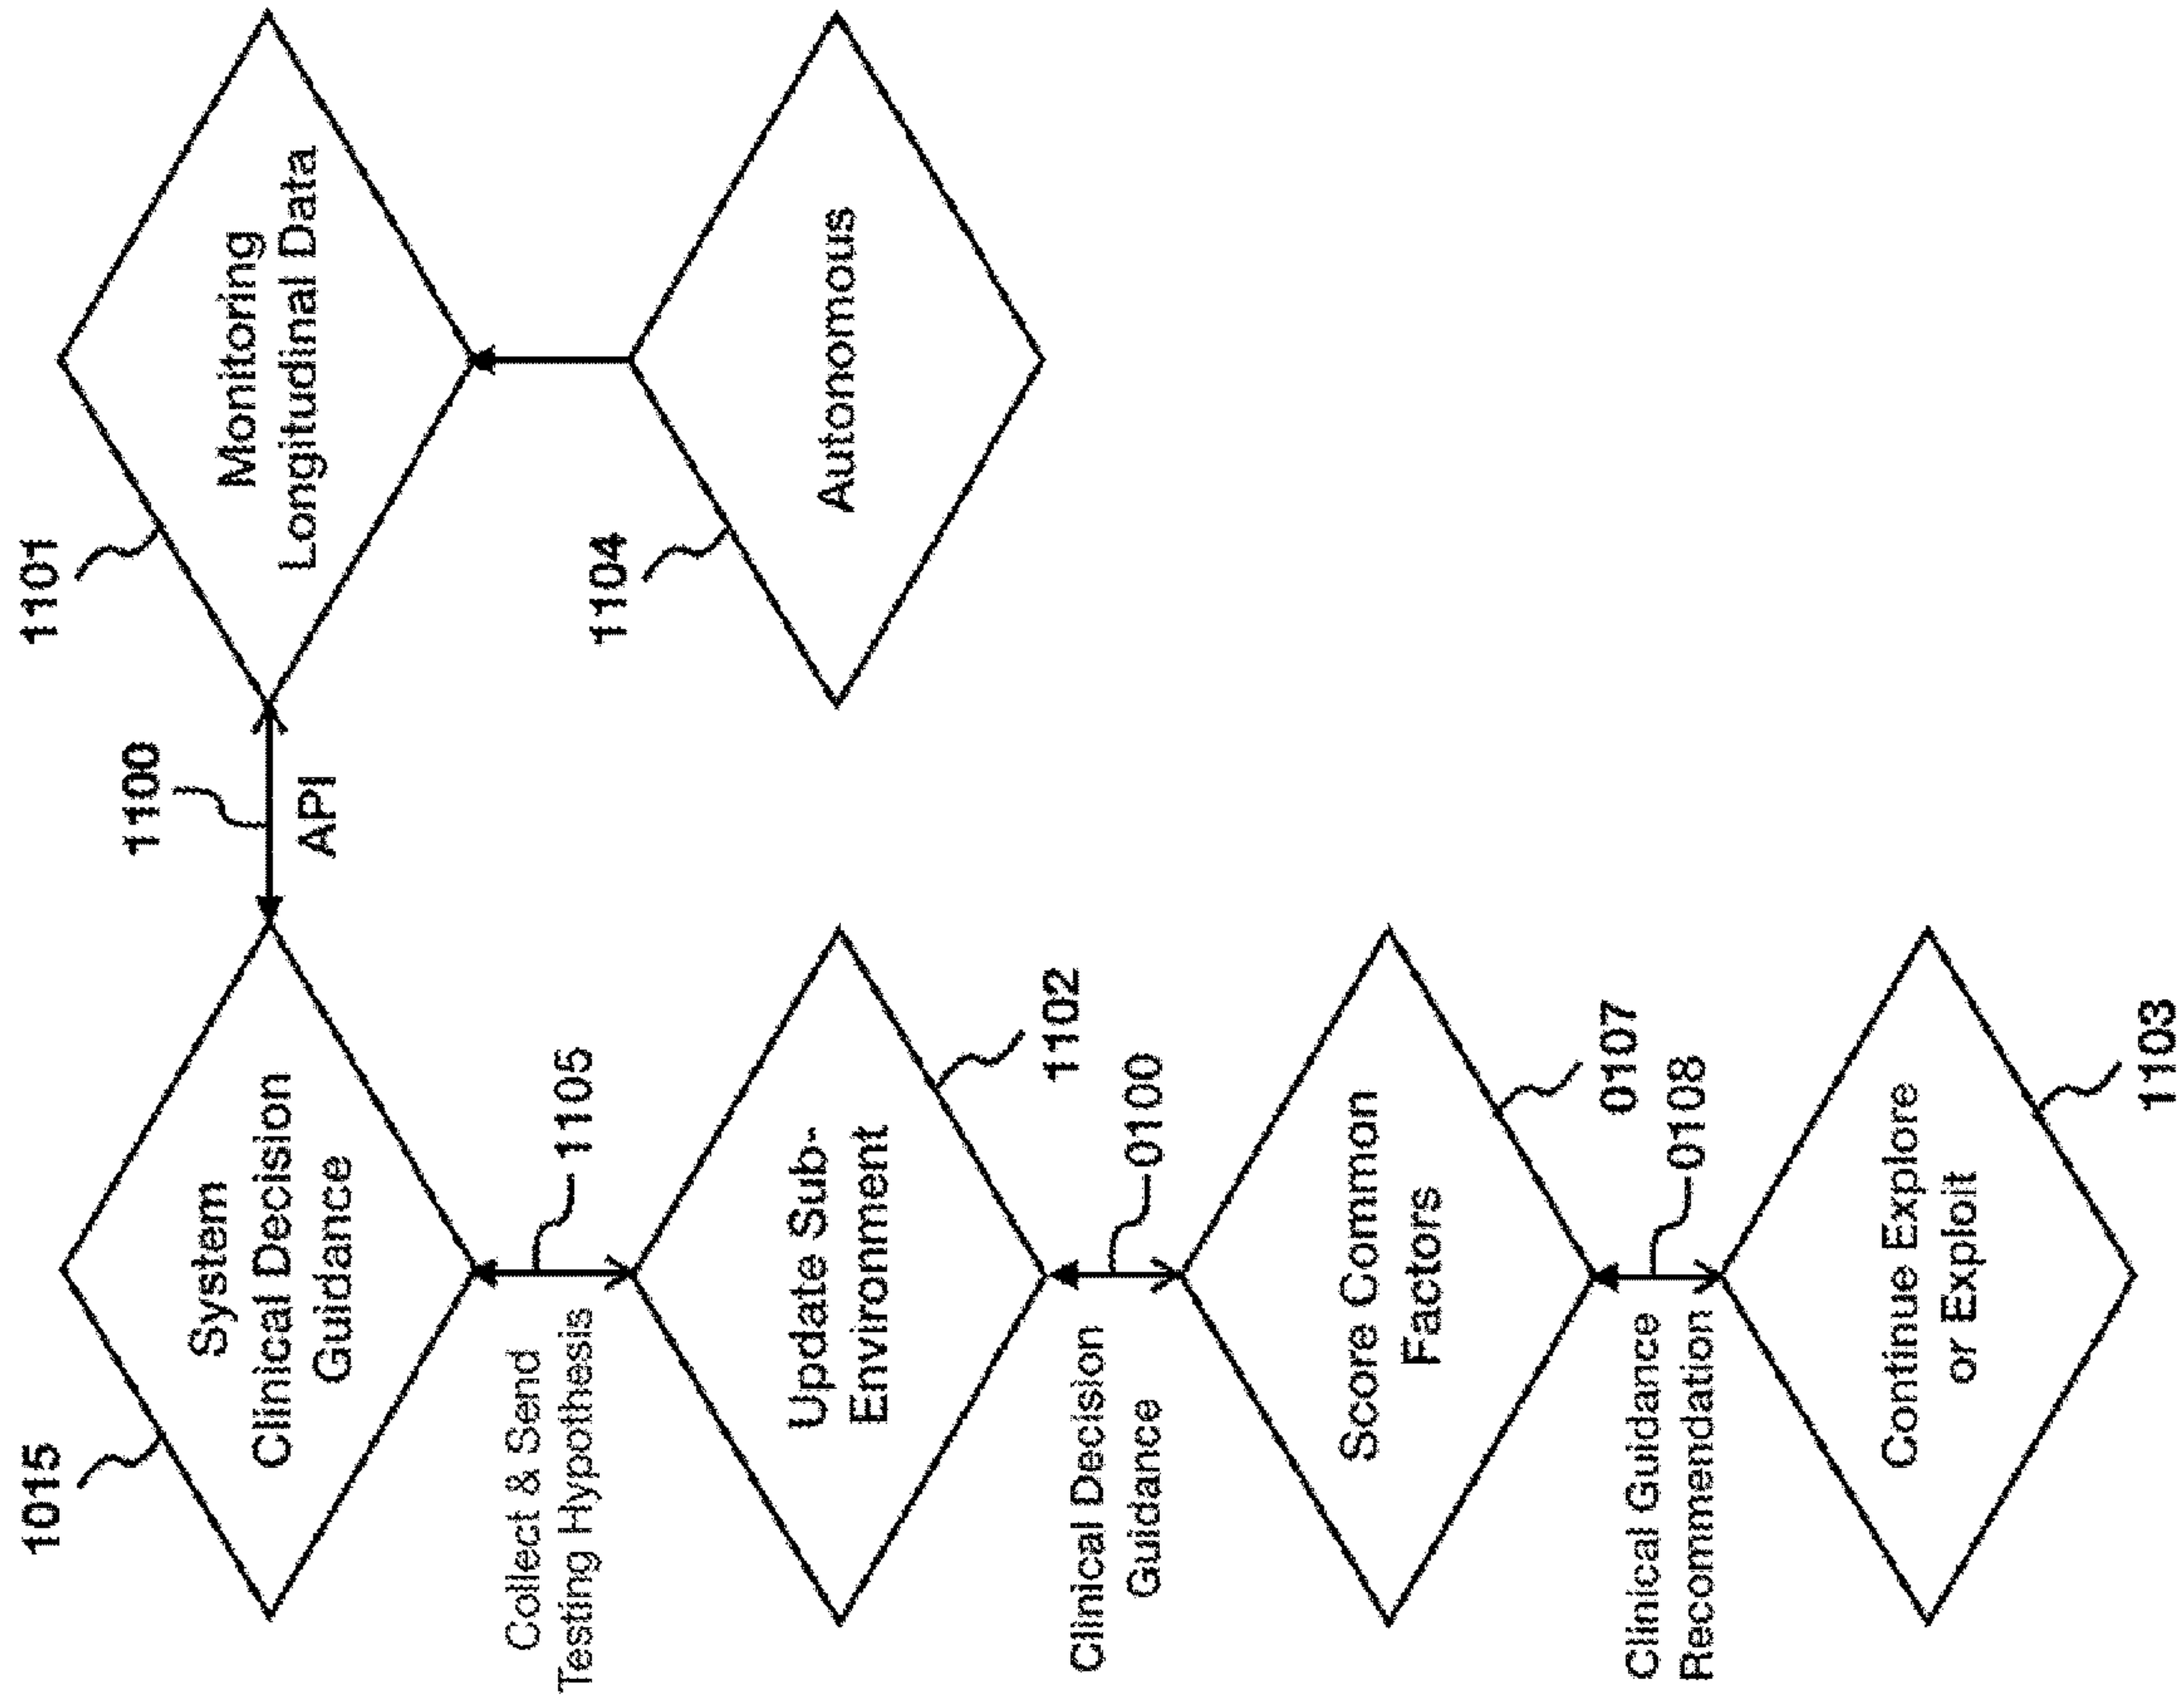 1015
System
Clinical Decision
Guidance
1100
API
1101
Monitoring
Longitudinal Data
Collect & Send
Testing Hypothesis
1105
1104
Autonomous
Update Sub-
Environment
1102
Clinical Decision
Guidance
0100
Score Common
Factors
0107
Clinical Guidance
Recommendation
0108
Continue Explore
or Exploit
1103